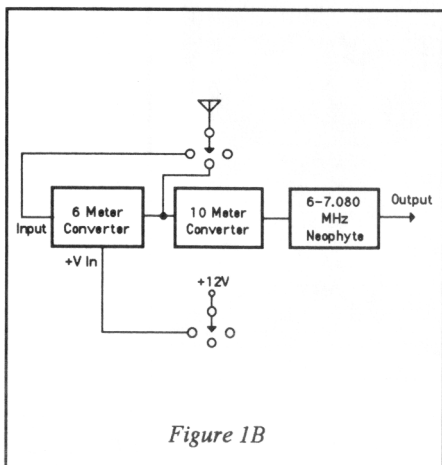 6 Meter
Converter
10 Meter
Converter
6-7.080
MHz
Neophyte
Output
Input
+V In
+12V
Figure 1B